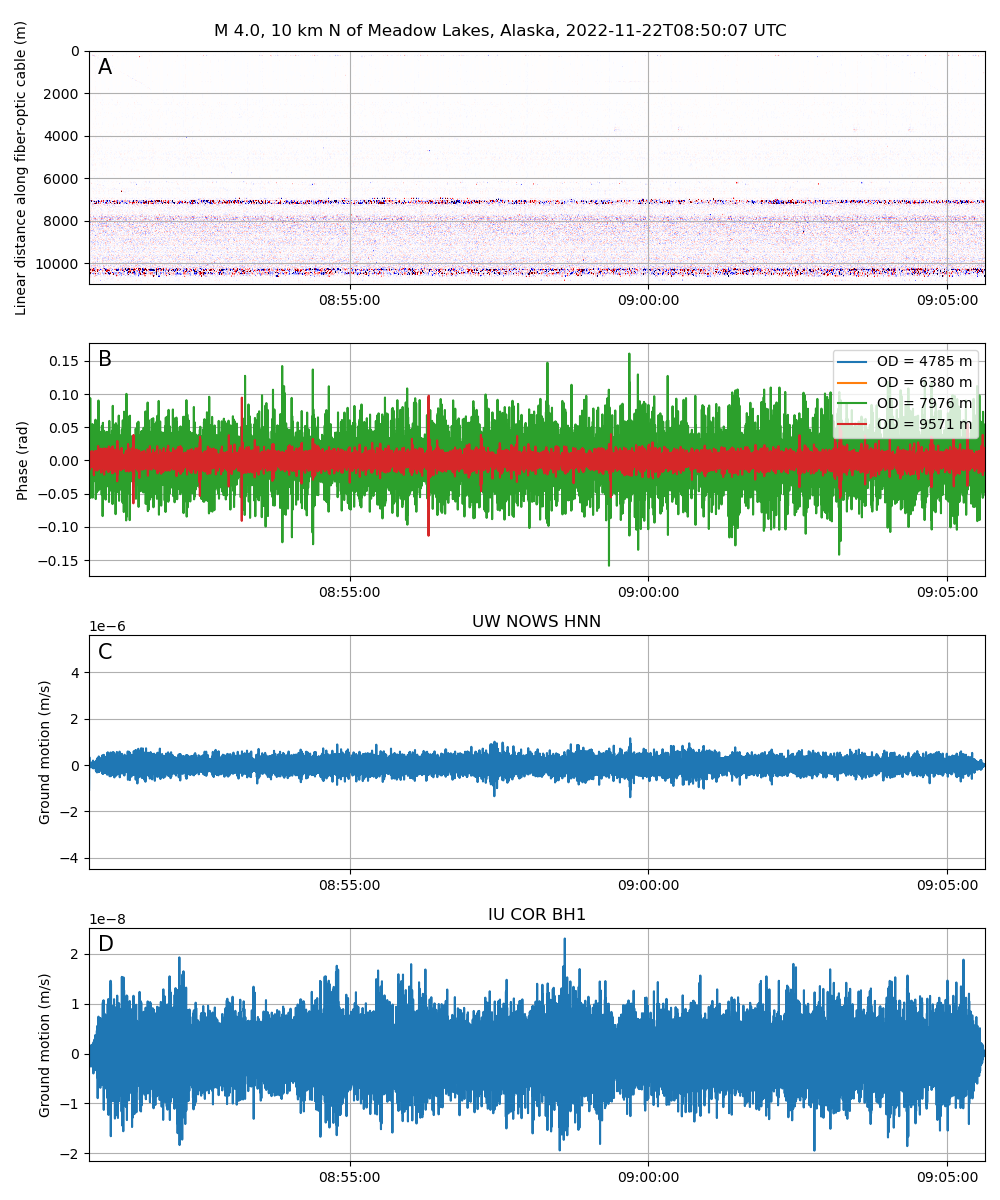 M 4.0, 10 km N of Meadow Lakes, Alaska, 2022-11-22T08:50:07 UTC
A
Linear distance along fiber-optic cable (m)
0
2000
4000
6000
8000
10000
08:55:00 09:00:00 09:05:00
B
Phase (rad)
0.15
0.10
0.05
0.00
−0.05
−0.10
−0.15
OD = 4785 m
OD = 6380 m
OD = 7976 m
OD = 9571 m
08:55:00 09:00:00 09:05:00
UW NOWS HNN
1e−6
C
Ground motion (m/s)
4
2
0
−2
−4
08:55:00 09:00:00 09:05:00
IU COR BH1
1e−8
D
Ground motion (m/s)
2
1
0
−1
−2
08:55:00 09:00:00 09:05:00